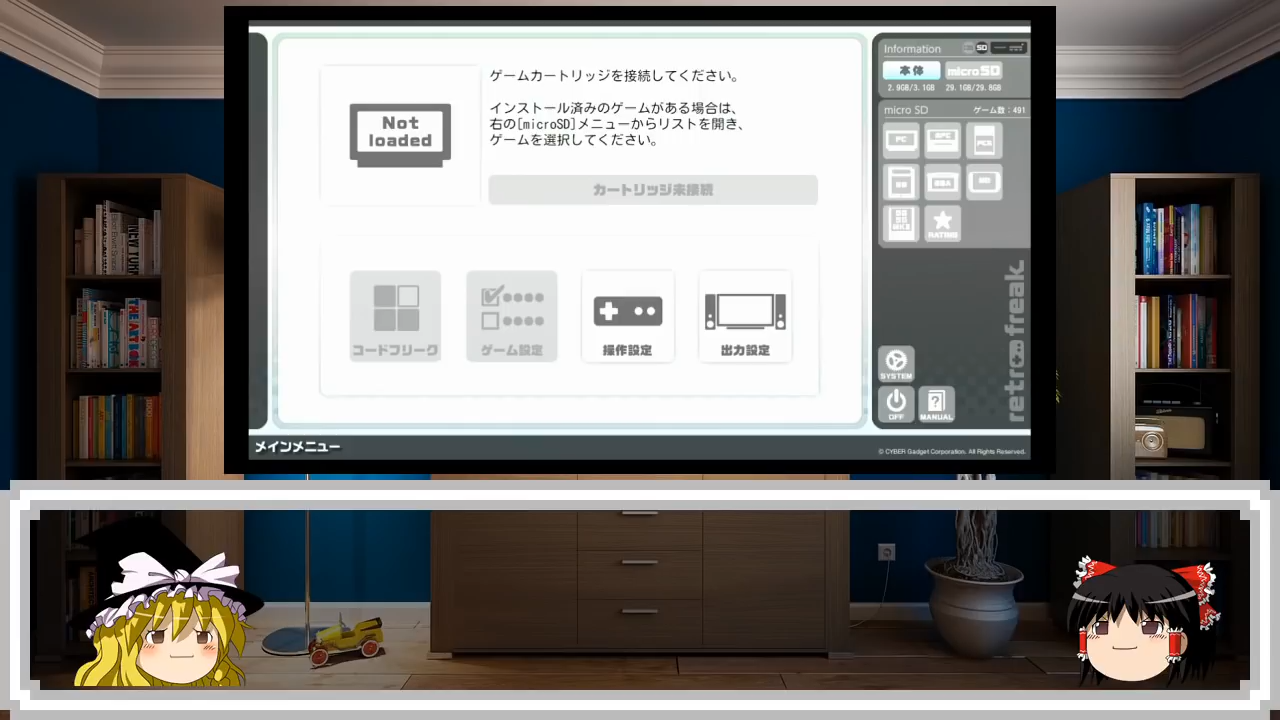 ゲームカートリッジを接続してください。
インストール済みのゲームがある場合は、
右の[microSD]メニューからリストを開き、
ゲームを選択してください。
Not
loaded
カートリッジ未接続
コードフリーク
ゲーム設定
操作設定
出力設定
Information
SD
本体
microSD
2.9GB/3.1GB
29.1GB/29.8GB
micro SD
ゲーム数:491
PC
SFC
PCE
GB
GBA
MD
MK3
RATING
SYSTEM
OFF
MANUAL
retro freak
メインメニュー
© CYBER Gadget Corporation. All Rights Reserved.